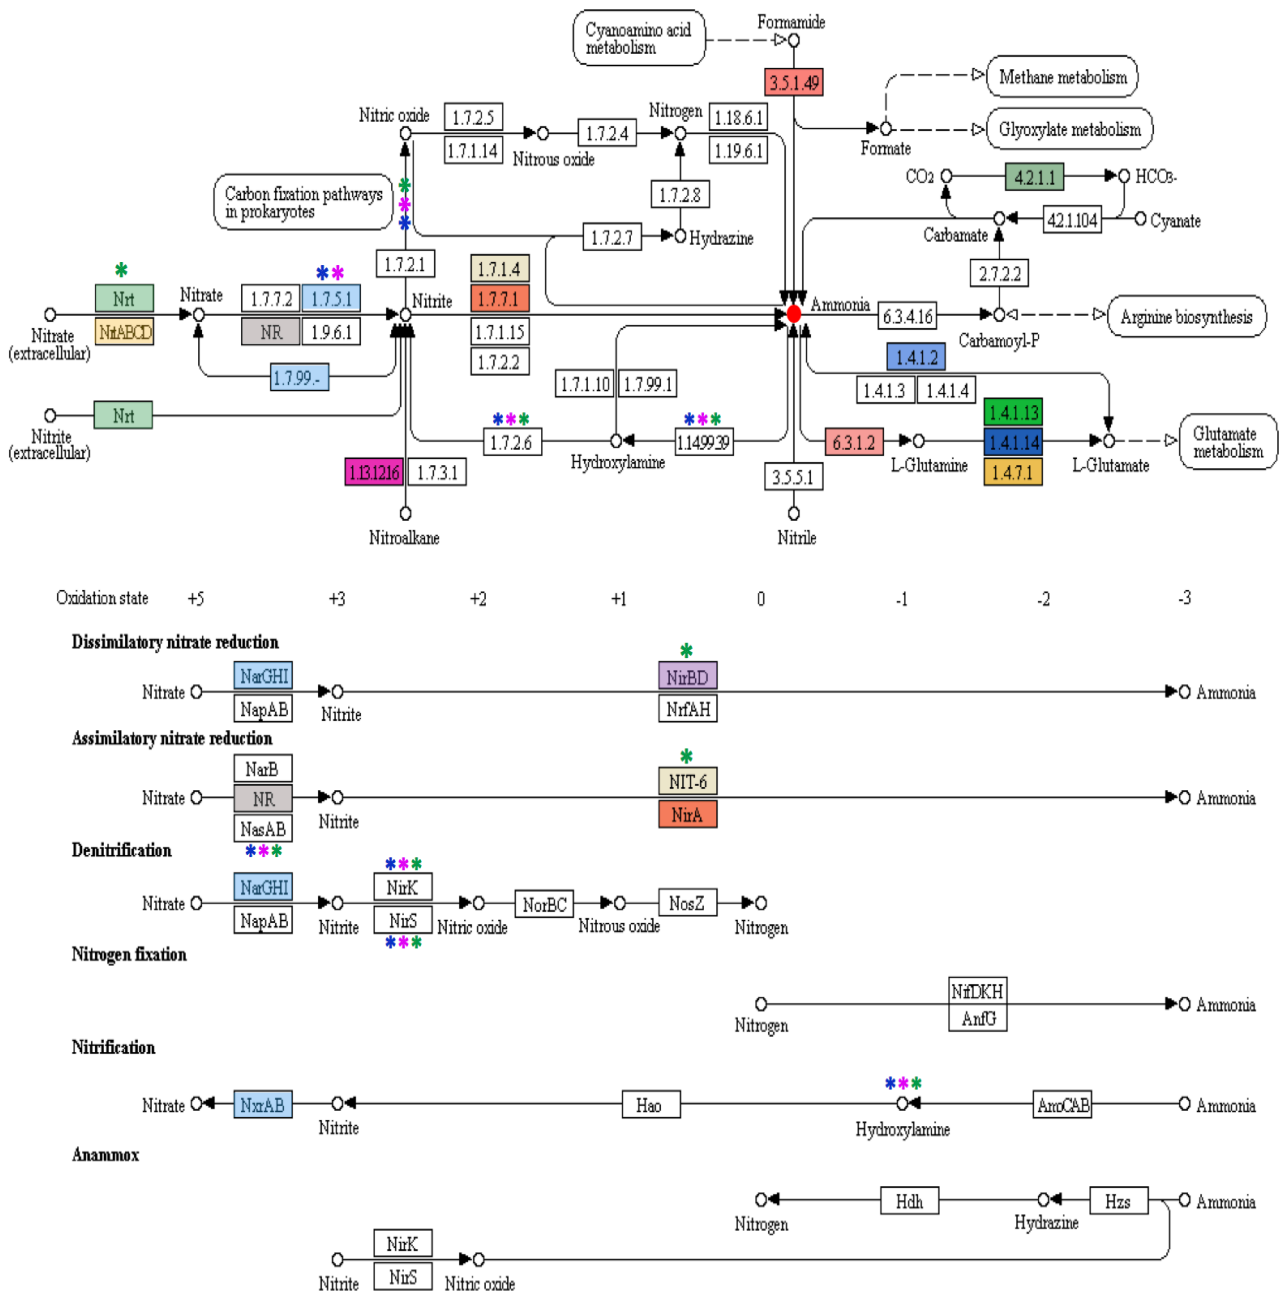 Formamide
Cyanoamino acid
metabolism
3.5.1.49
Methane metabolism
Nitric oxide
1.7.2.5
Nitrogen
1.18.6.1
1.7.2.4
Glyoxylate metabolism
1.7.1.14
Nitrous oxide
1.19.6.1
Formate
CO2
4.2.1.1
HCO3-
Carbon fixation pathways
in prokaryotes
1.7.2.8
4.2.1.104
Cyanate
Carbamate
1.7.2.7
Hydrazine
1.7.2.1
1.7.1.4
2.7.2.2
Nrt
Nitrate
1.7.7.2
1.7.5.1
Nitrite
1.7.7.1
Ammonia
6.3.4.16
Arginine biosynthesis
Nitrate
(extracellular)
NrtABCD
NR
1.9.6.1
1.7.1.15
Carbamoyl-P
1.7.2.2
1.4.1.2
1.7.99.-
1.7.1.10
1.7.99.1
1.4.1.3
1.4.1.4
Nrt
Nitrite
(extracellular)
1.7.2.6
Hydroxylamine
1.14.99.39
6.3.1.2
L-Glutamine
1.4.1.13
1.4.1.14
1.4.7.1
L-Glutamate
Glutamate
metabolism
1.13.12.16
1.7.3.1
3.5.5.1
Nitroalkane
Nitrile
Oxidation state +5 +3 +2 +1 0 -1 -2 -3
Dissimilatory nitrate reduction
NarGHI NirBD
Nitrate Ammonia
NapAB Nitrite NrfAH
Assimilatory nitrate reduction
NarB NIT-6
Nitrate NR Ammonia
Nitrite NirA
NasAB
Denitrification
NarGHI NirK
Nitrate NorBC NosZ
NapAB Nitrite NirS Nitric oxide Nitrous oxide Nitrogen
Nitrogen fixation
NifDKH
Ammonia
Nitrogen AnfG
Nitrification
Nitrate NxrAB Hao AmoCAB Ammonia
Nitrite Hydroxylamine
Anammox
Hdh Hzs Ammonia
Nitrogen Hydrazine
NirK
Nitrite NirS Nitric oxide